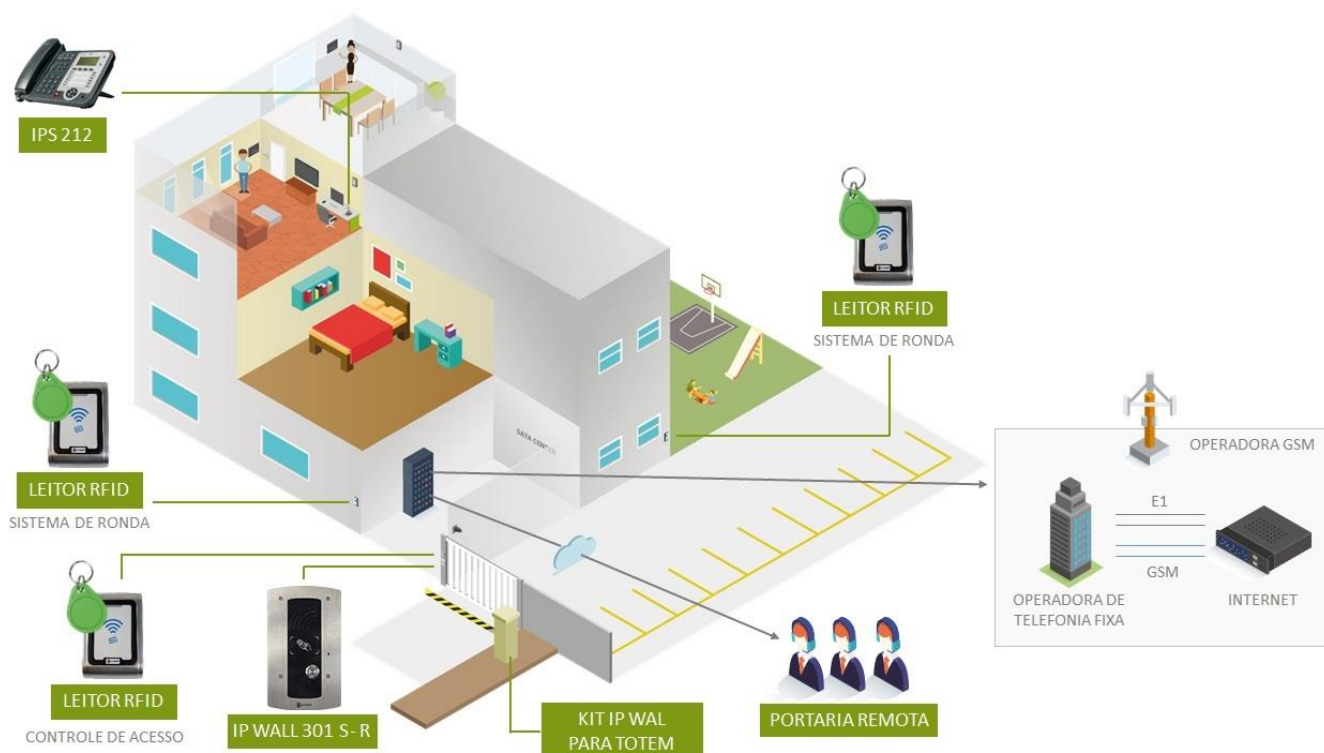 IPS 212
LEITOR RFID
SISTEMA DE RONDA
DATA CENTER
LEITOR RFID
SISTEMA DE RONDA
OPERADORA GSM
E1
GSM
OPERADORA DE
TELEFONIA FIXA
INTERNET
LEITOR RFID
CONTROLE DE ACESSO
IP WALL 301 S - R
KIT IP WAL
PARA TOTEM
PORTARIA REMOTA